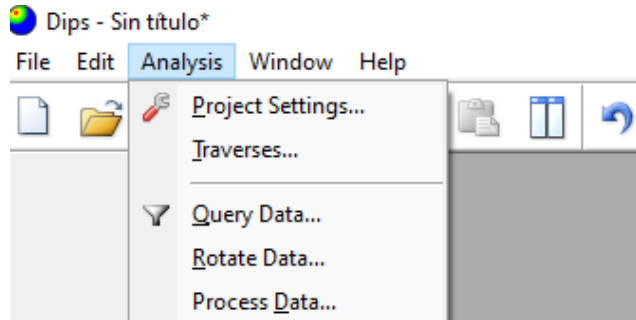 Dips - Sin título*
File Edit Analysis Window Help
Project Settings...
Traverses...
Query Data...
Rotate Data...
Process Data...